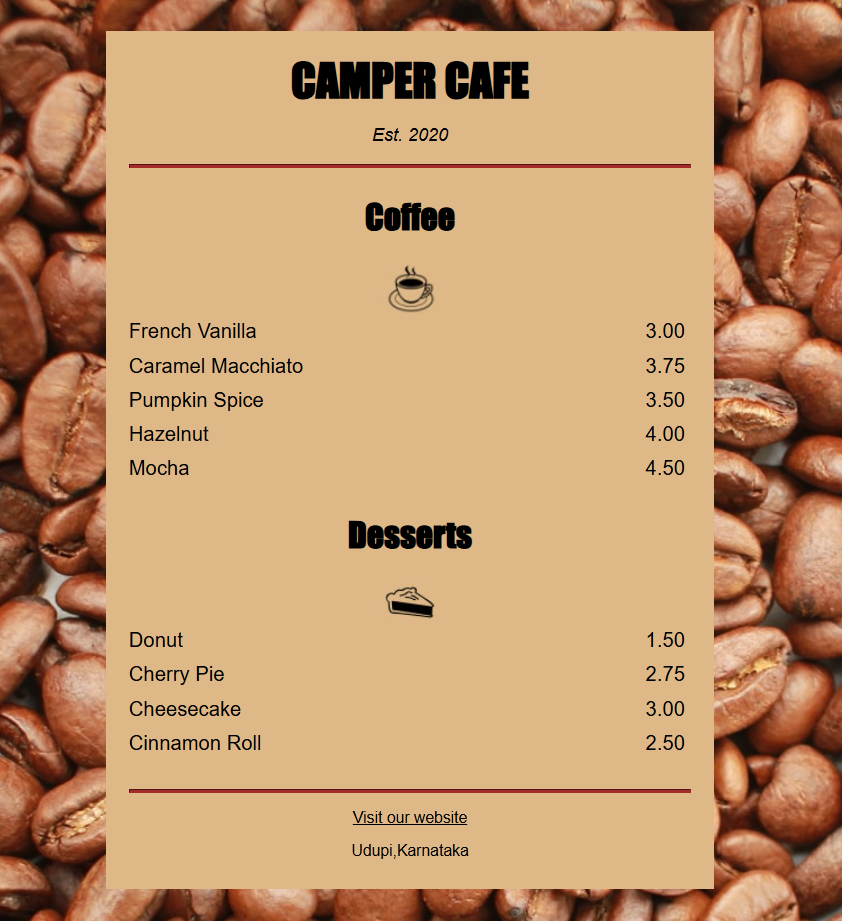 CAMPER CAFE
Est. 2020
Coffee
French Vanilla 3.00
Caramel Macchiato 3.75
Pumpkin Spice 3.50
Hazelnut 4.00
Mocha 4.50
Desserts
Donut 1.50
Cherry Pie 2.75
Cheesecake 3.00
Cinnamon Roll 2.50
Visit our website
Udupi,Karnataka